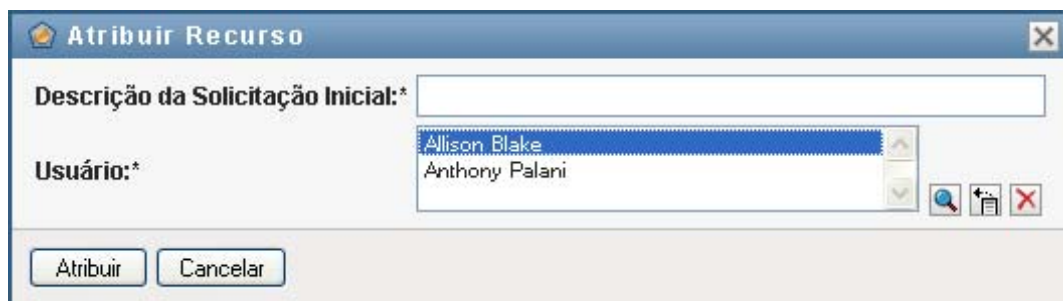 Atribuir Recurso
Descrição da Solicitação Inicial:*
Usuário:*
Allison Blake
Anthony Palani
Atribuir Cancelar